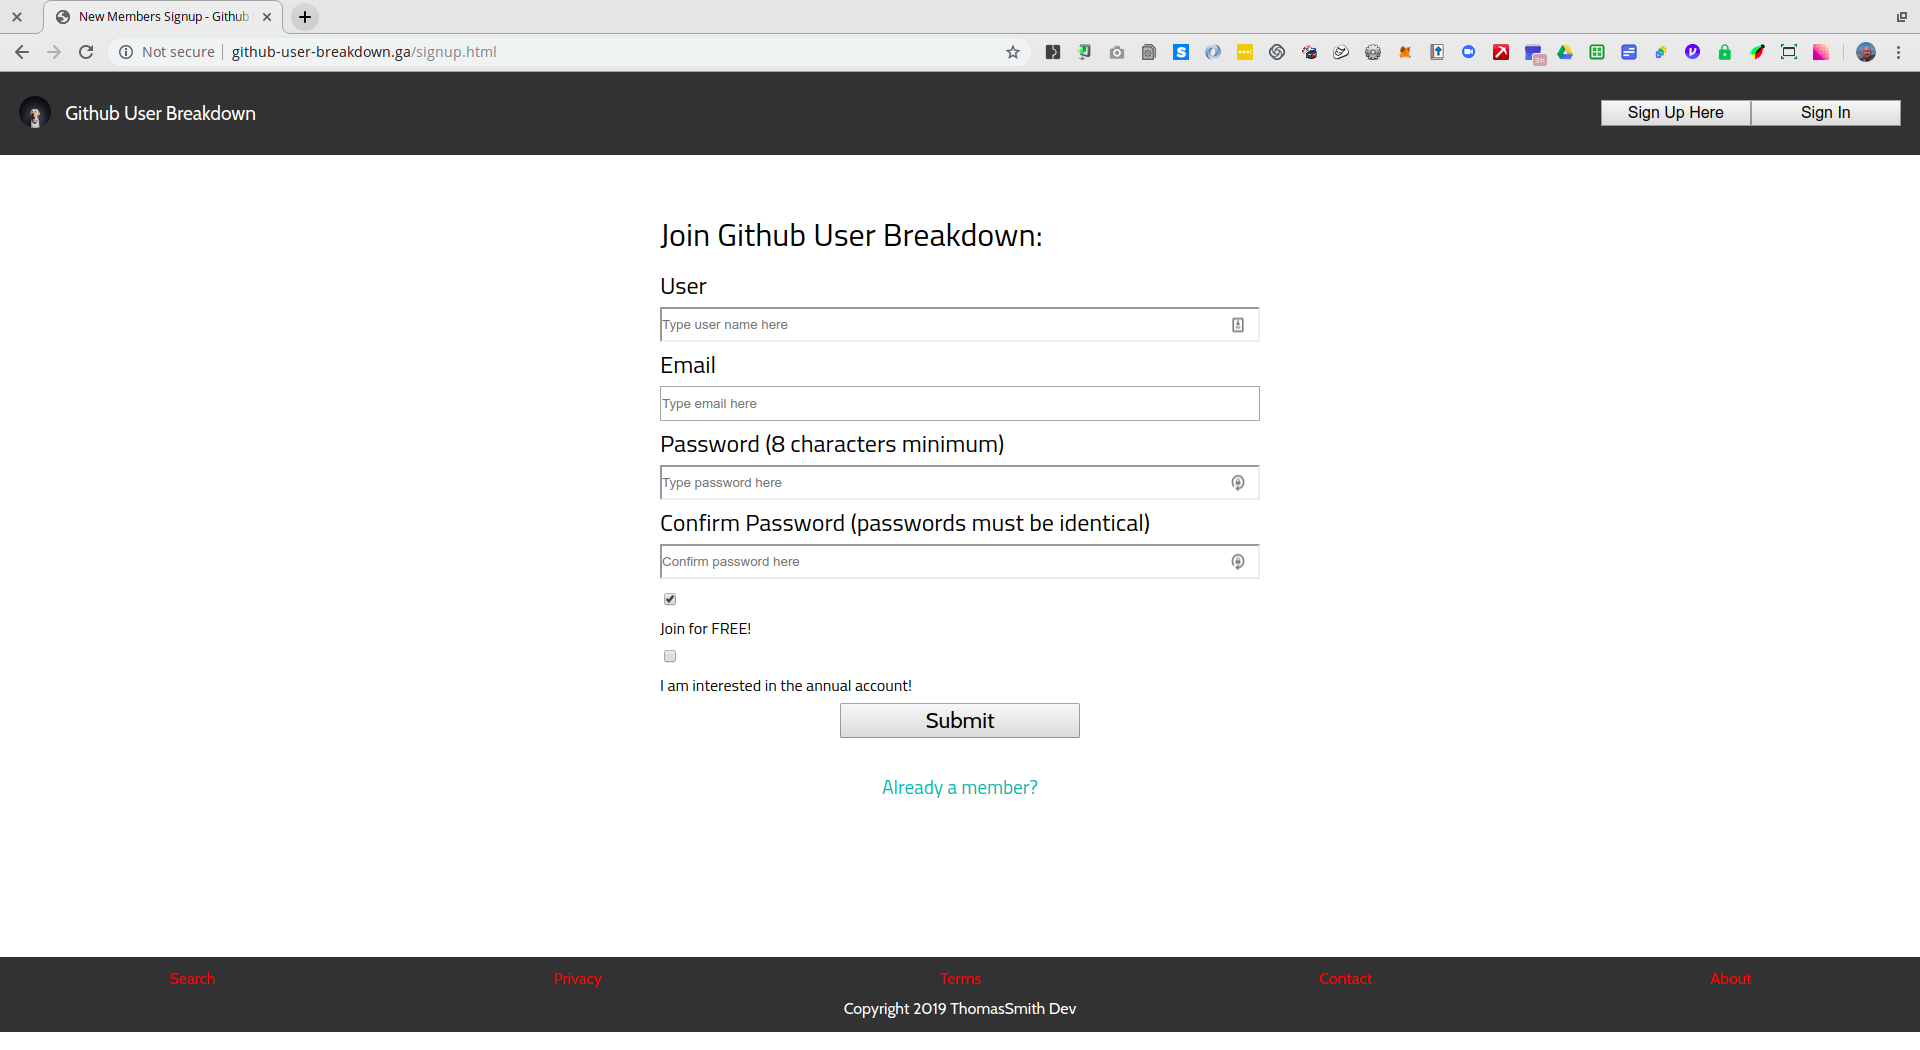 New Members Signup - Github
Not secure
github-user-breakdown.ga/signup.html
S
3h
Github User Breakdown
Sign Up Here
Sign In
Join Github User Breakdown:
User
Type user name here
Email
Type email here
Password (8 characters minimum)
Type password here
Confirm Password (passwords must be identical)
Confirm password here
Join for FREE!
I am interested in the annual account!
Submit
Already a member?
Search
Privacy
Terms
Contact
About
Copyright 2019 ThomasSmith Dev